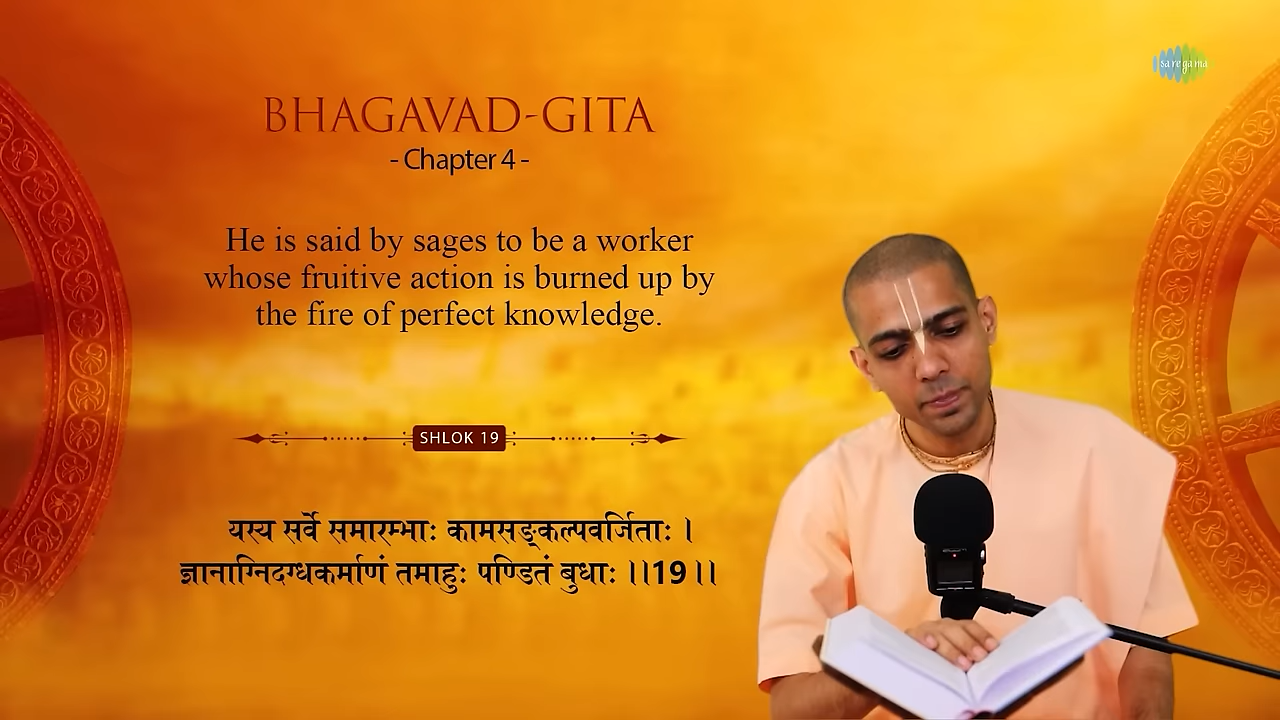 saregama
BHAGAVAD-GITA
- Chapter 4 -
He is said by sages to be a worker
whose fruitive action is burned up by
the fire of perfect knowledge.
SHLOK 19
यस्य सर्वे समारम्भाः कामसङ्कल्पवर्जिताः ।
ज्ञानाग्निदग्धकर्माणं तमाहुः पण्डितं बुधाः ।।19।।